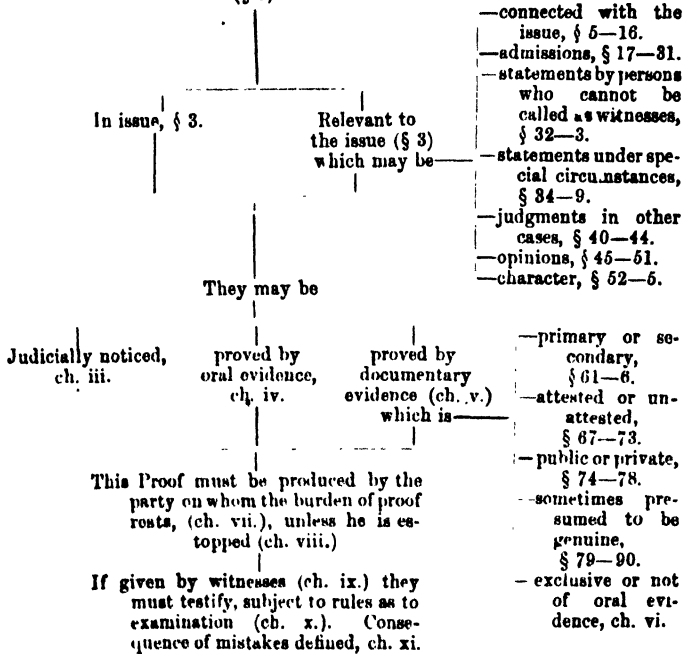 —connected with the
issue, § 5—16.
—admissions, § 17—31.
—statements by persons
who cannot be
called as witnesses,
§ 32—3.
—statements under spe-
cial circumstances,
§ 34—9.
—judgments in other
cases, § 40—44.
—opinions, § 45—51.
—character, § 52—5.
In issue, § 3.
Relevant to
the issue (§ 3)
which may be—
They may be
Judicially noticed,
ch. iii.
proved by
oral evidence,
ch. iv.
proved by
documentary
evidence (ch. v.)
which is—
—primary or se-
condary,
§ 61—6.
—attested or un-
attested,
§ 67—73.
—public or private,
§ 74—78.
—sometimes pre-
sumed to be
genuine,
§ 79—90.
— exclusive or not
of oral evi-
dence, ch. vi.
This Proof must be produced by the
party on whom the burden of proof
rests, (ch. vii.), unless he is es-
topped (ch. viii.)
If given by witnesses (ch. ix.) they
must testify, subject to rules as to
examination (ch. x.). Conse-
quence of mistakes defined, ch. xi.